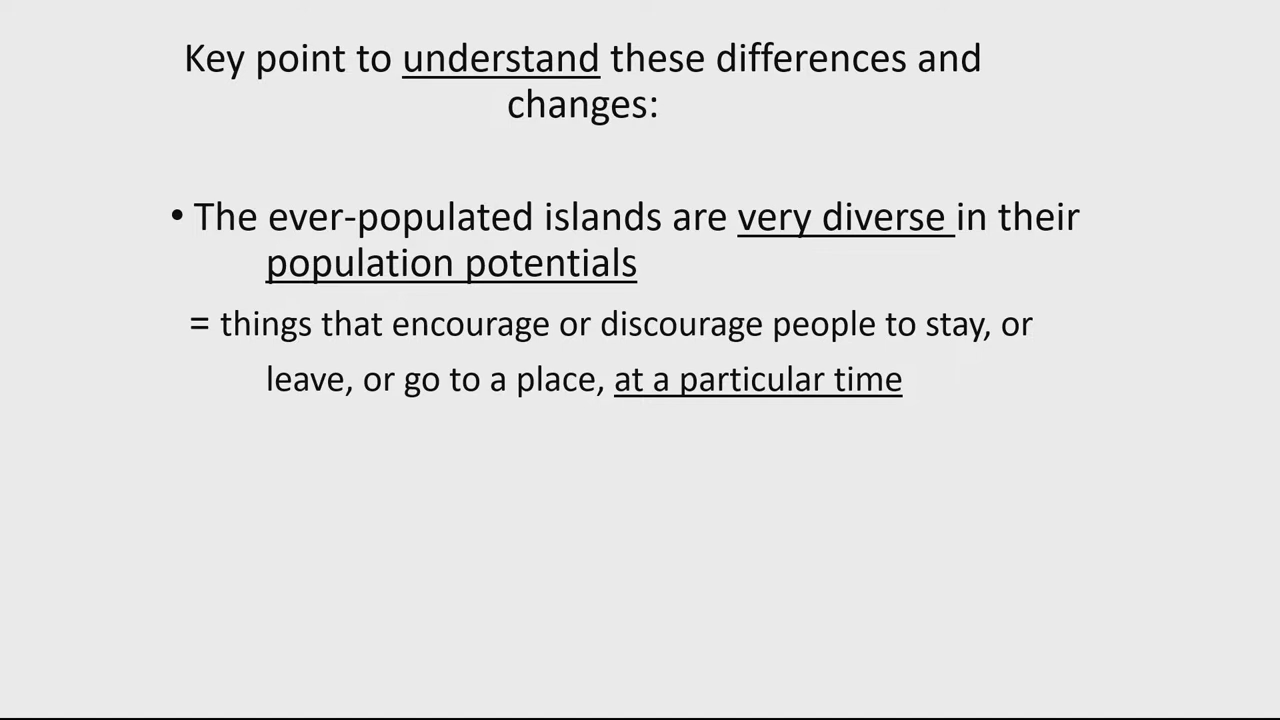 Key point to understand these differences and
changes:
• The ever-populated islands are very diverse in their
population potentials
= things that encourage or discourage people to stay, or
leave, or go to a place, at a particular time